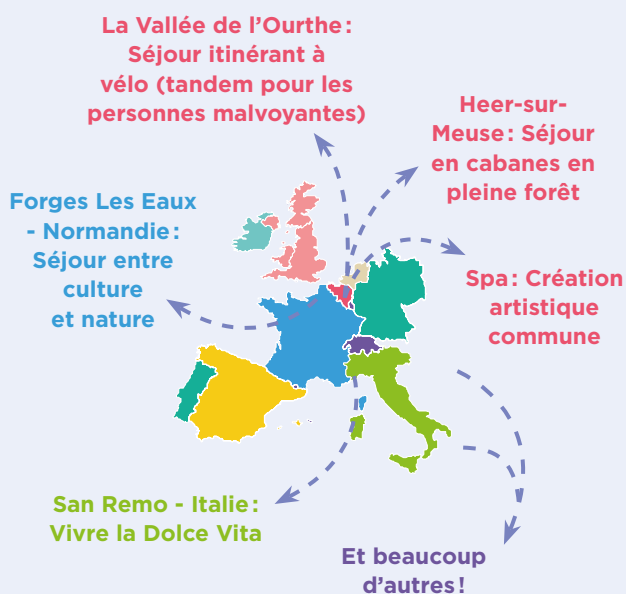 La Vallée de l’Ourthe :
Séjour itinérant à
vélo (tandem pour les
personnes malvoyantes)
Heer-sur-
Meuse : Séjour
en cabanes en
pleine forêt
Forges Les Eaux
- Normandie :
Séjour entre
culture
et nature
Spa : Création
artistique
commune
San Remo - Italie :
Vivre la Dolce Vita
Et beaucoup
d’autres !